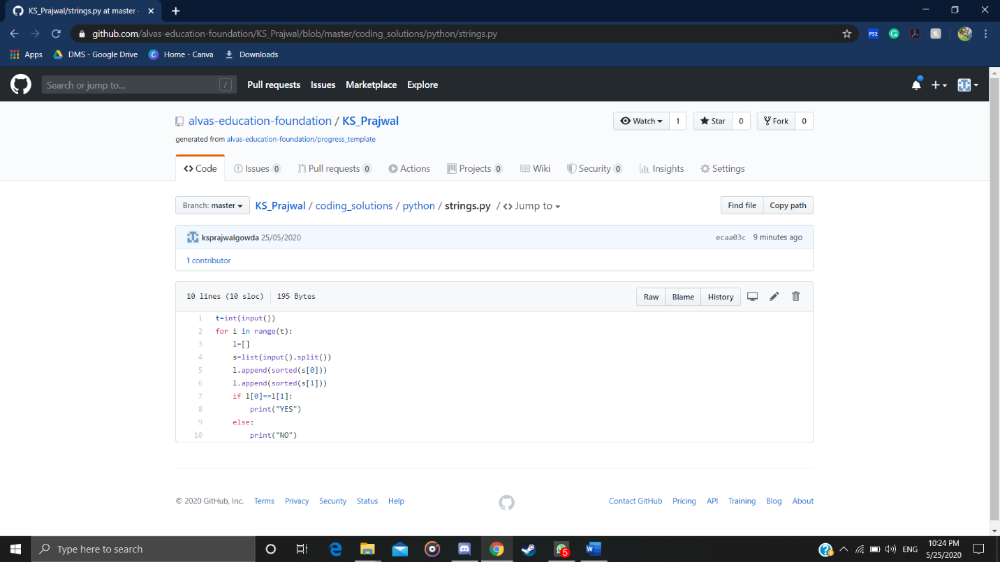 KS_Prajwal/strings.py at master ·
github.com/alvas-education-foundation/KS_Prajwal/blob/master/coding_solutions/python/strings.py
PS2
Apps DMS - Google Drive Home - Canva Downloads
Search or jump to... / Pull requests Issues Marketplace Explore
alvas-education-foundation / KS_Prajwal Watch 1 Star 0 Fork 0
generated from alvas-education-foundation/progress_template
Code Issues 0 Pull requests 0 Actions Projects 0 Wiki Security 0 Insights Settings
Branch: master KS_Prajwal / coding_solutions / python / strings.py / Jump to Find file Copy path
ksprajwalgowda 25/05/2020 ecaa03c 9 minutes ago
1 contributor
10 lines (10 sloc) 195 Bytes Raw Blame History
1 t=int(input())
2 for i in range(t):
3     l=[]
4     s=list(input().split())
5     l.append(sorted(s[0]))
6     l.append(sorted(s[1]))
7     if l[0]==l[1]:
8         print("YES")
9     else:
10         print("NO")
© 2020 GitHub, Inc. Terms Privacy Security Status Help Contact GitHub Pricing API Training Blog About
Type here to search 5 ENG 10:24 PM
5/25/2020